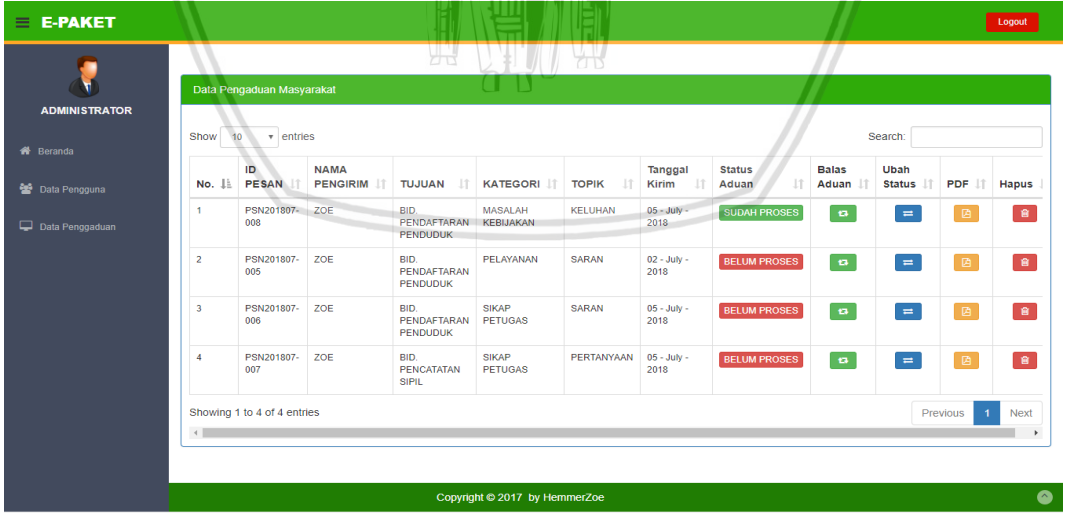 E-PAKET
Logout
ADMINISTRATOR
Beranda
Data Pengguna
Data Penggaduan
Data Pengaduan Masyarakat
Show 10 entries
Search:
No. ID PESAN NAMA PENGIRIM TUJUAN KATEGORI TOPIK Tanggal Kirim Status Aduan Balas Aduan Ubah Status PDF Hapus
1 PSN201807-008 ZOE BID. PENDAFTARAN PENDUDUK MASALAH KEBIJAKAN KELUHAN 05 - July - 2018 SUDAH PROSES
2 PSN201807-005 ZOE BID. PENDAFTARAN PENDUDUK PELAYANAN SARAN 02 - July - 2018 BELUM PROSES
3 PSN201807-006 ZOE BID. PENDAFTARAN PENDUDUK SIKAP PETUGAS SARAN 05 - July - 2018 BELUM PROSES
4 PSN201807-007 ZOE BID. PENCATATAN SIPIL SIKAP PETUGAS PERTANYAAN 05 - July - 2018 BELUM PROSES
Showing 1 to 4 of 4 entries
Previous 1 Next
Copyright © 2017 by HemmerZoe